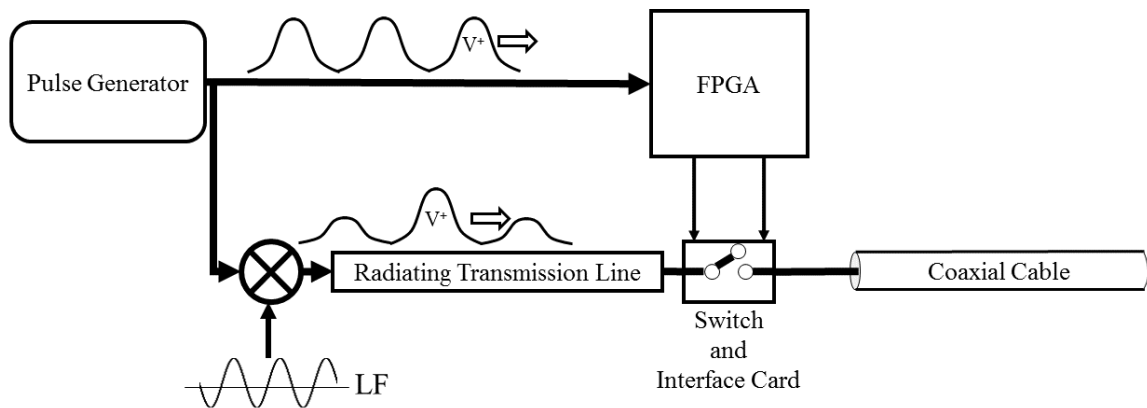 V⁺
Pulse Generator
FPGA
V⁺
Radiating Transmission Line
Coaxial Cable
Switch
and
Interface Card
LF